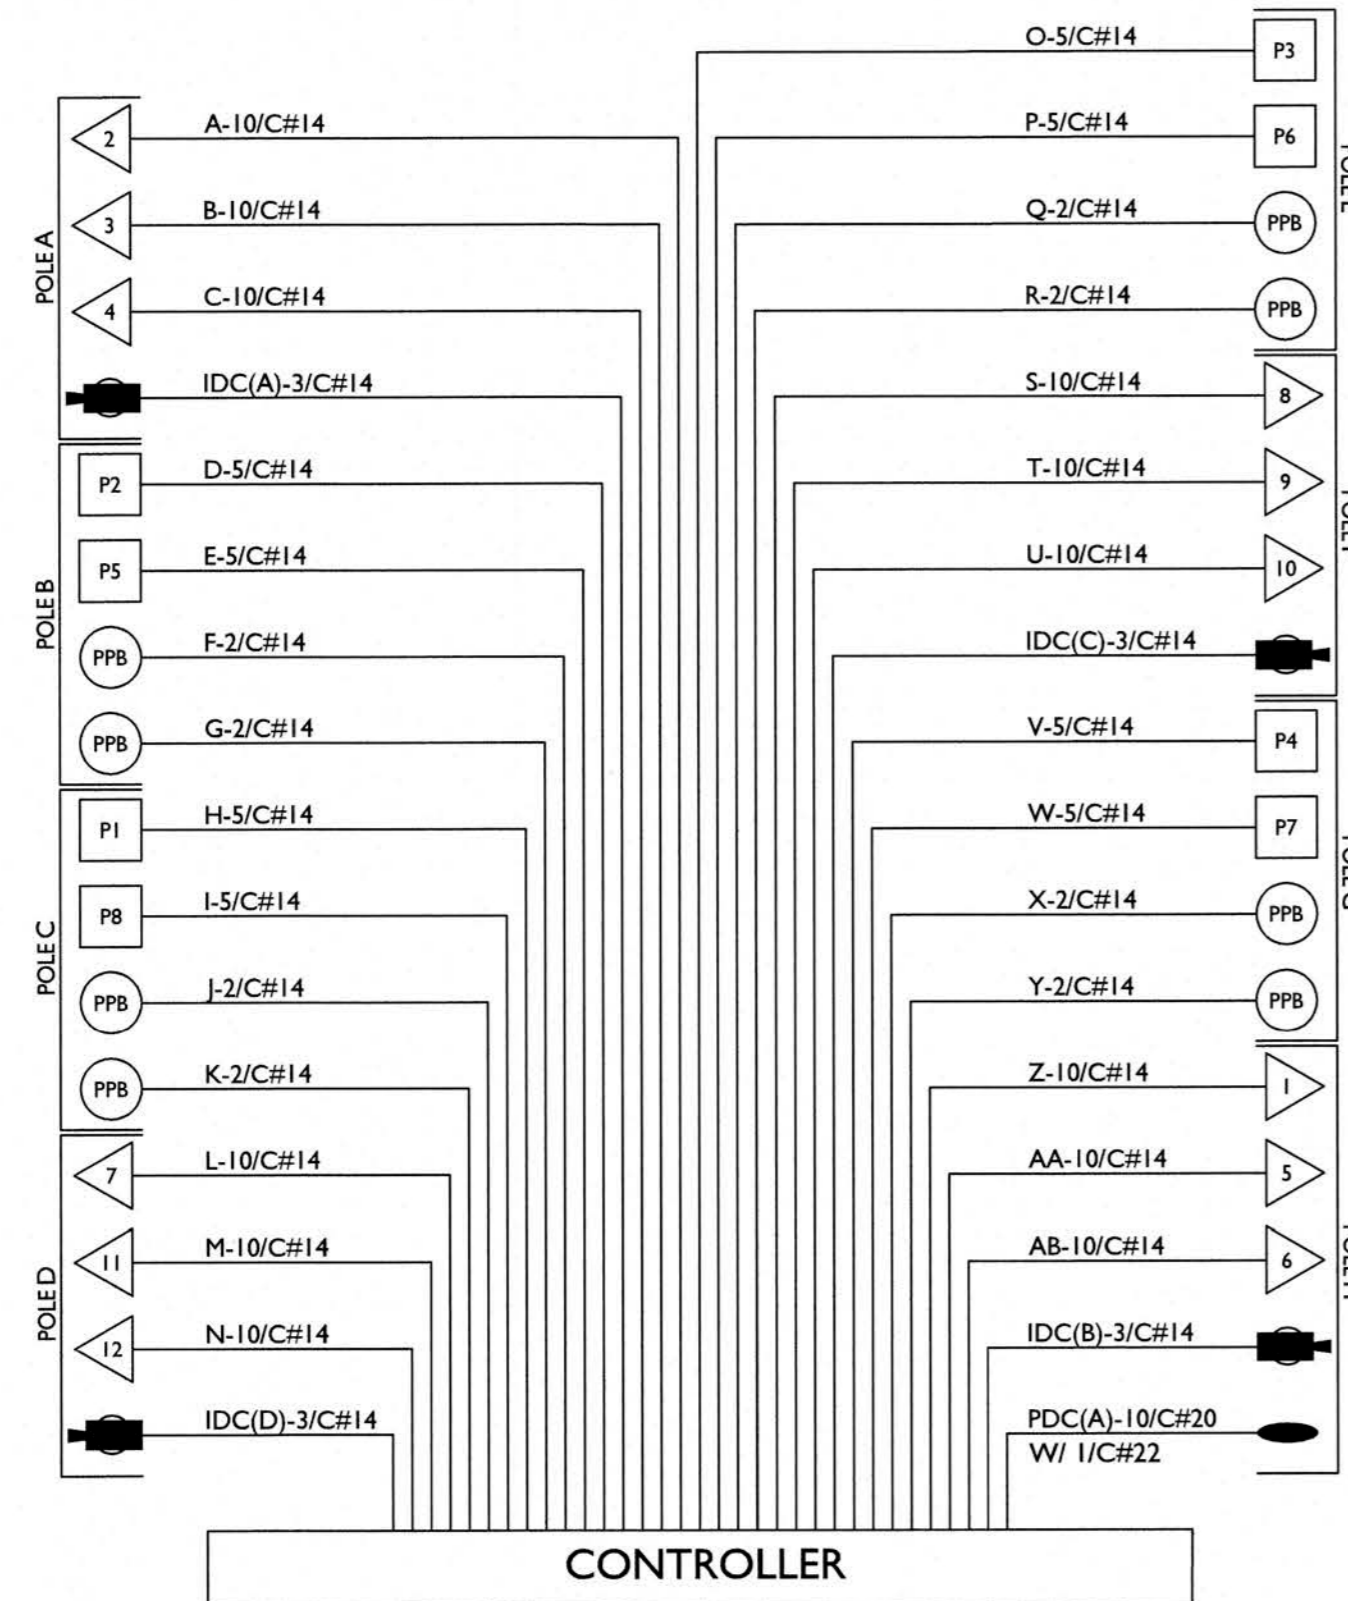 POLE A
2 A-10/C#14
3 B-10/C#14
4 C-10/C#14
IDC(A)-3/C#14
POLE B
P2 D-5/C#14
P5 E-5/C#14
PPB F-2/C#14
PPB G-2/C#14
POLE C
P1 H-5/C#14
P8 I-5/C#14
PPB J-2/C#14
PPB K-2/C#14
POLE D
7 L-10/C#14
11 M-10/C#14
12 N-10/C#14
IDC(D)-3/C#14
O-5/C#14 P3
P-5/C#14 P6
Q-2/C#14 PPB
R-2/C#14 PPB
S-10/C#14 8
T-10/C#14 9
U-10/C#14 10
IDC(C)-3/C#14
V-5/C#14 P4
W-5/C#14 P7
X-2/C#14 PPB
Y-2/C#14 PPB
Z-10/C#14 1
AA-10/C#14 5
AB-10/C#14 6
IDC(B)-3/C#14
PDC(A)-10/C#20
W/ 1/C#22
CONTROLLER